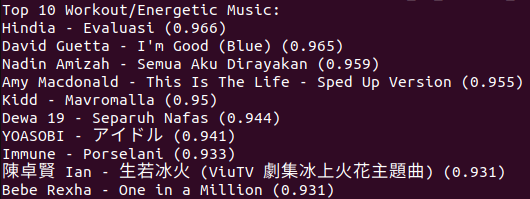 Top 10 Workout/Energetic Music:
Hindia - Evaluasi (0.966)
David Guetta - I'm Good (Blue) (0.965)
Nadin Amizah - Semua Aku Dirayakan (0.959)
Amy Macdonald - This Is The Life - Sped Up Version (0.955)
Kidd - Mavromalla (0.95)
Dewa 19 - Separuh Nafas (0.944)
YOASOBI - アイドル (0.941)
Immune - Porselani (0.933)
陳卓賢 Ian - 生若冰火 (ViuTV 劇集冰上火花主題曲) (0.931)
Bebe Rexha - One in a Million (0.931)